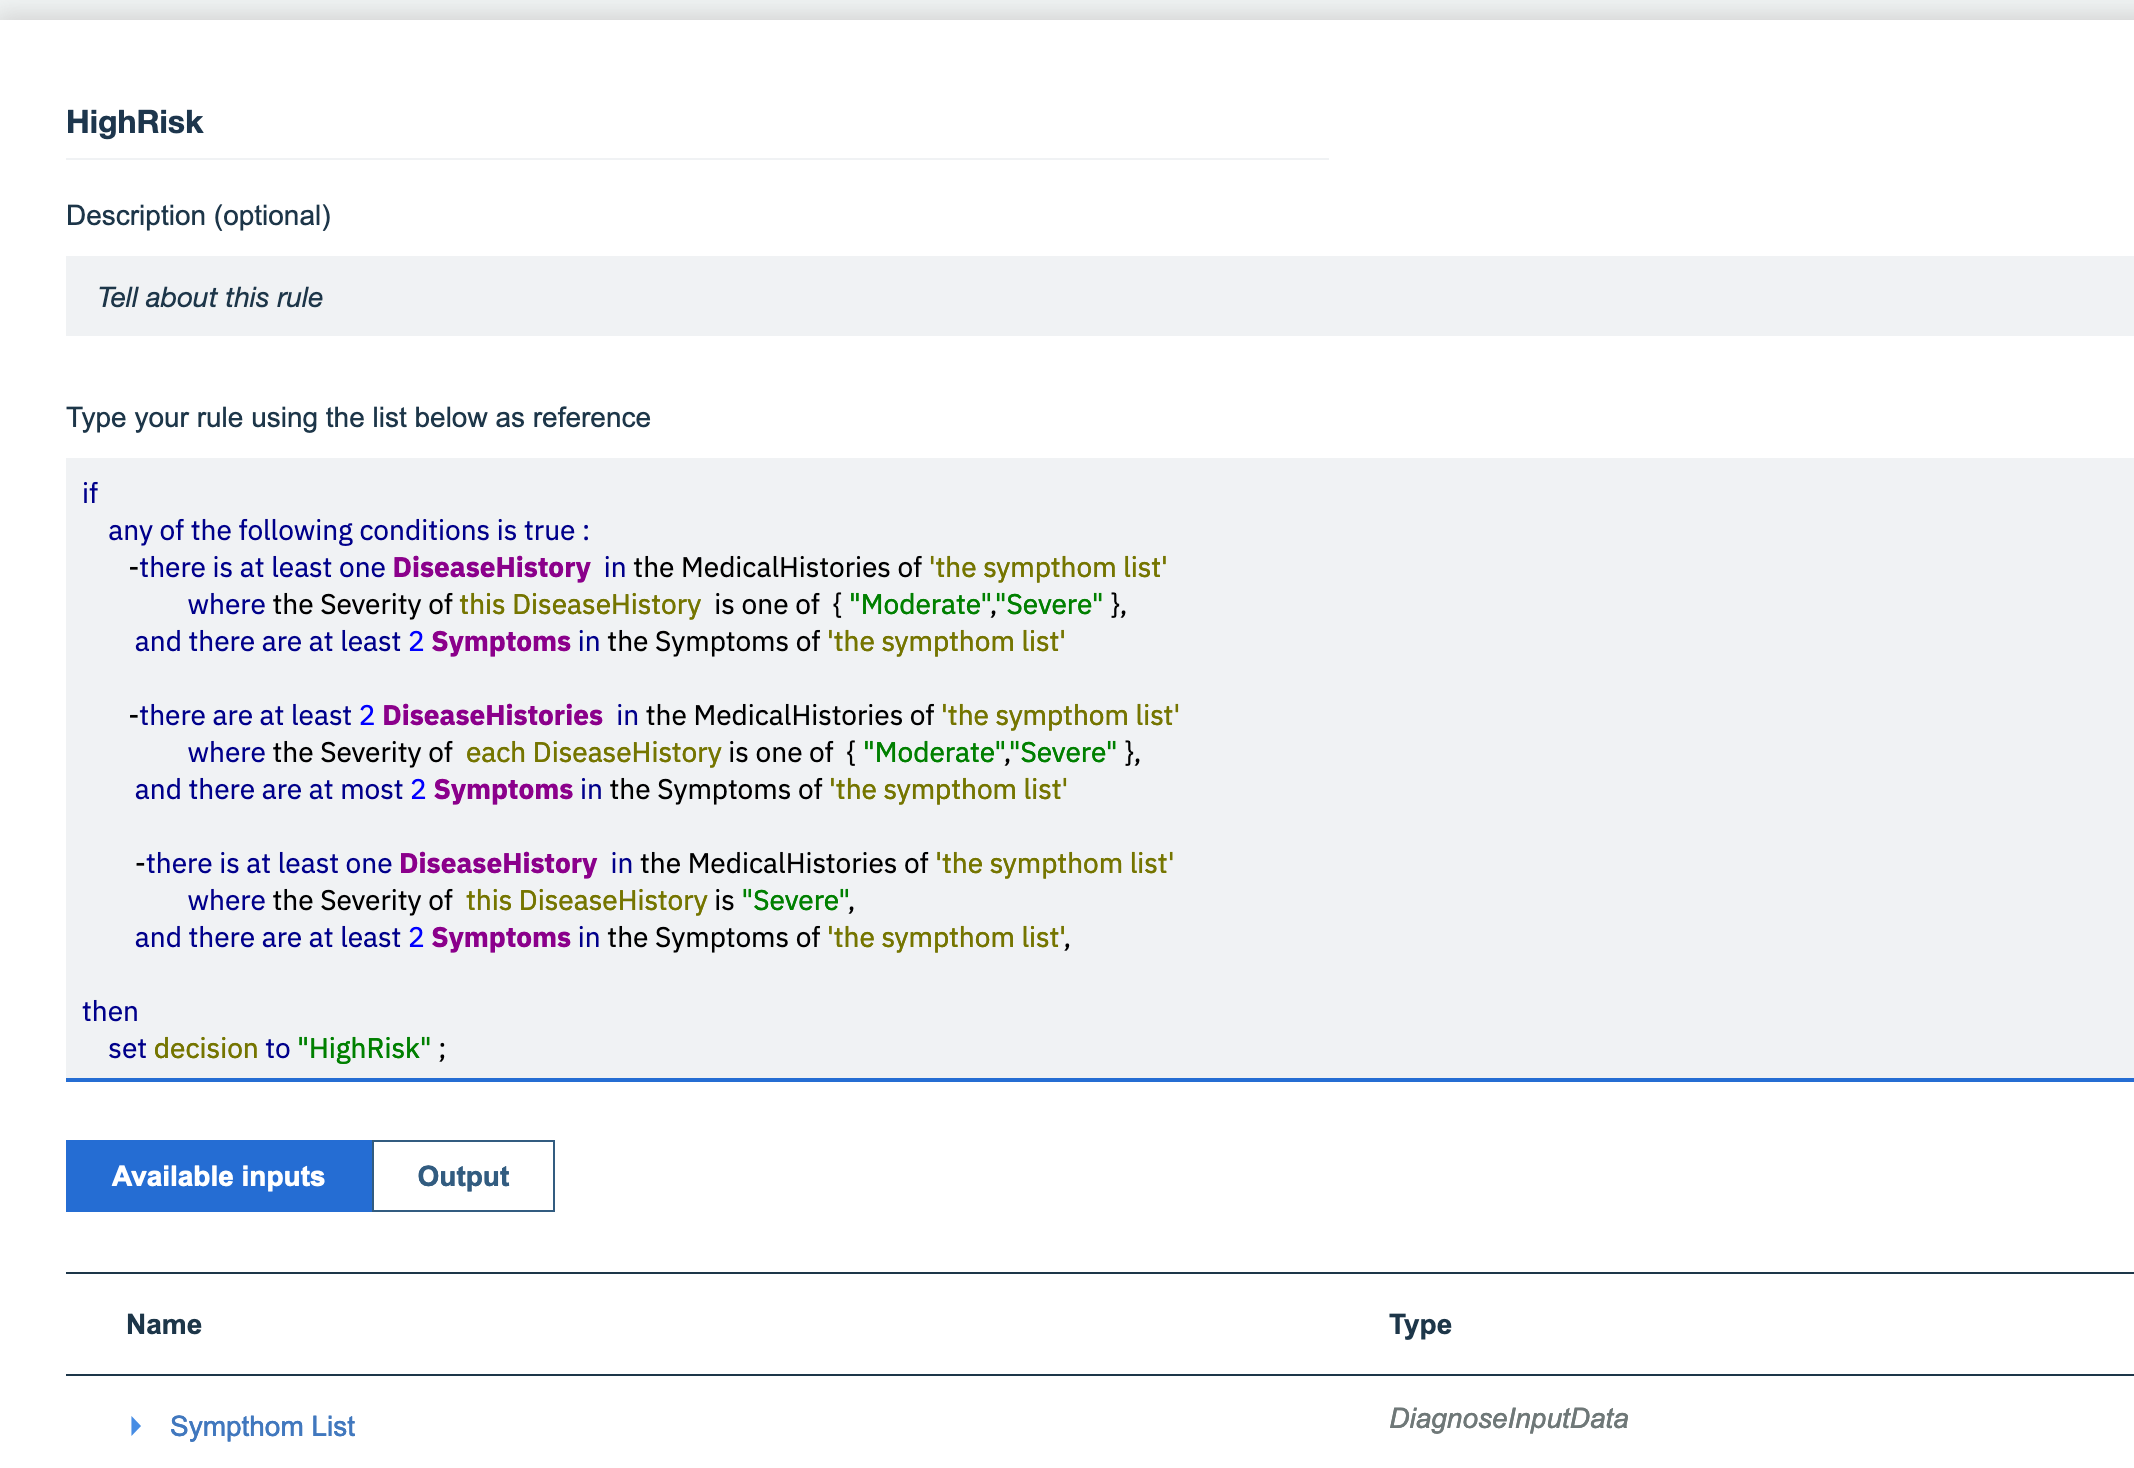 HighRisk
Description (optional)
Tell about this rule
Type your rule using the list below as reference
if
any of the following conditions is true :
-there is at least one DiseaseHistory in the MedicalHistories of 'the sympthom list'
where the Severity of this DiseaseHistory is one of { "Moderate","Severe" },
and there are at least 2 Symptoms in the Symptoms of 'the sympthom list'
-there are at least 2 DiseaseHistories in the MedicalHistories of 'the sympthom list'
where the Severity of each DiseaseHistory is one of { "Moderate","Severe" },
and there are at most 2 Symptoms in the Symptoms of 'the sympthom list'
-there is at least one DiseaseHistory in the MedicalHistories of 'the sympthom list'
where the Severity of this DiseaseHistory is "Severe",
and there are at least 2 Symptoms in the Symptoms of 'the sympthom list',
then
set decision to "HighRisk" ;
Available inputs Output
Name Type
Sympthom List DiagnoseInputData